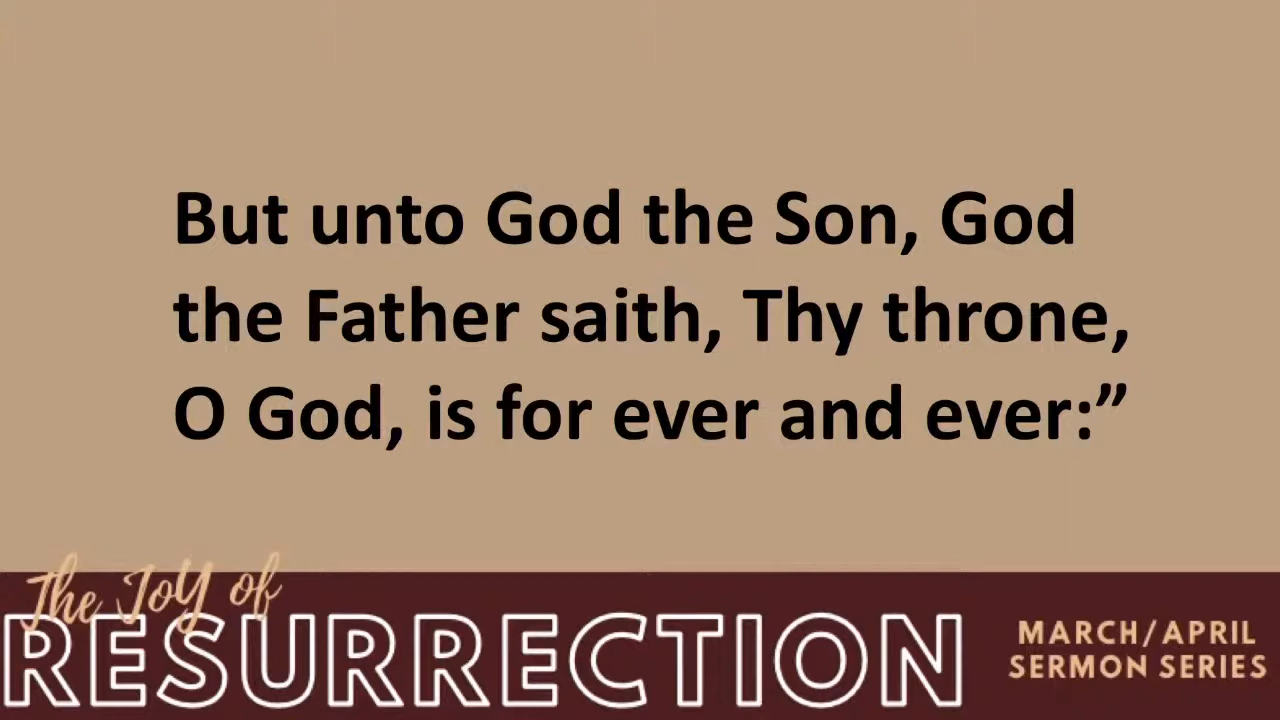 But unto God the Son, God
the Father saith, Thy throne,
O God, is for ever and ever:”
The Joy of
RESURRECTION
MARCH/APRIL
SERMON SERIES